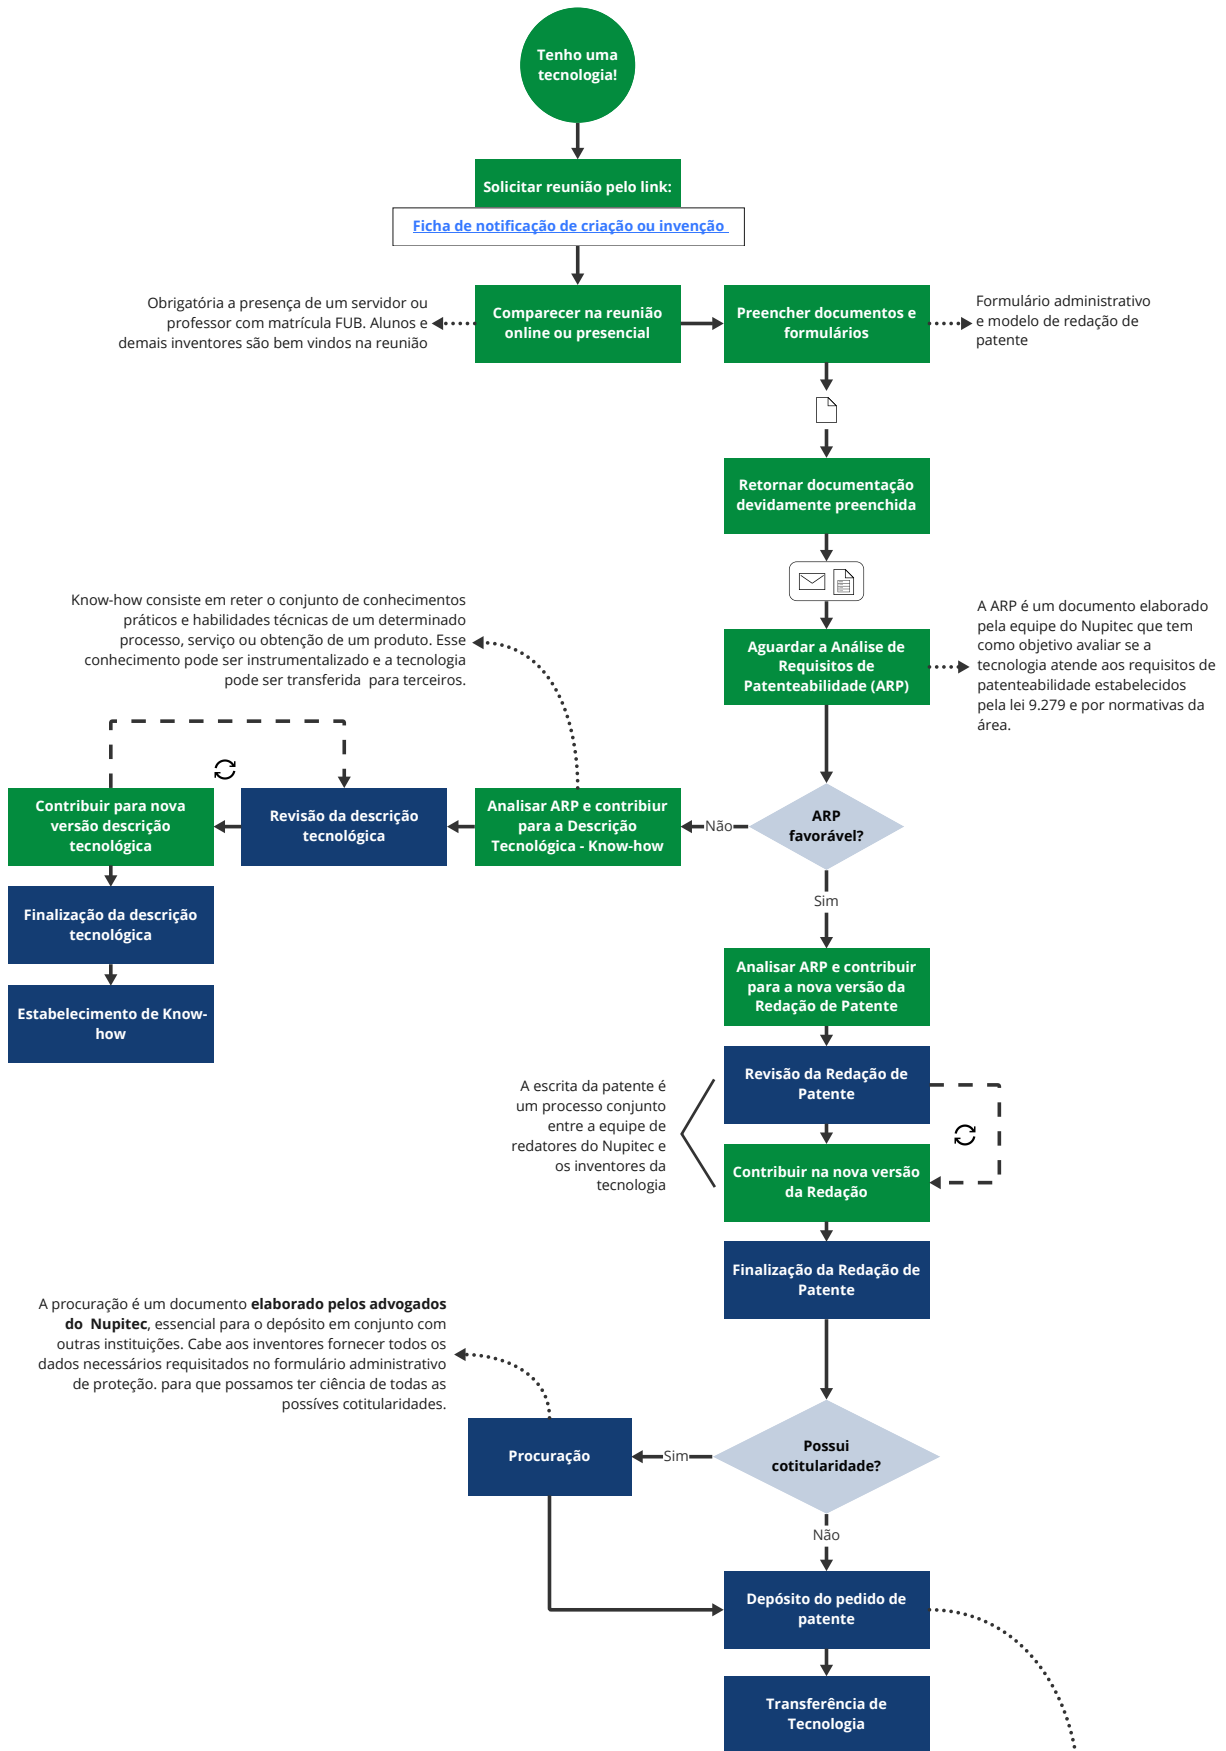 Tenho uma
tecnologia!
Solicitar reunião pelo link:
Ficha de notificação de criação ou invenção
Obrigatória a presença de um servidor ou
professor com matrícula FUB. Alunos e
demais inventores são bem vindos na reunião
Comparecer na reunião
online ou presencial
Preencher documentos e
formulários
Formulário administrativo
e modelo de redação de
patente
Retornar documentação
devidamente preenchida
Know-how consiste em reter o conjunto de conhecimentos
práticos e habilidades técnicas de um determinado
processo, serviço ou obtenção de um produto. Esse
conhecimento pode ser instrumentalizado e a tecnologia
pode ser transferida  para terceiros.
Aguardar a Análise de
Requisitos de
Patenteabilidade (ARP)
A ARP é um documento elaborado
pela equipe do Nupitec que tem
como objetivo avaliar se a
tecnologia atende aos requisitos de
patenteabilidade estabelecidos
pela lei 9.279 e por normativas da
área.
Contribuir para nova
versão descrição
tecnológica
Revisão da descrição
tecnológica
Analisar ARP e contribiur
para a Descrição
Tecnológica - Know-how
Não
ARP
favorável?
Finalização da descrição
tecnológica
Estabelecimento de Know-
how
Sim
Analisar ARP e contribuir
para a nova versão da
Redação de Patente
A escrita da patente é
um processo conjunto
entre a equipe de
redatores do Nupitec e
os inventores da
tecnologia
Revisão da Redação de
Patente
Contribuir na nova versão
da Redação
Finalização da Redação de
Patente
A procuração é um documento elaborado pelos advogados
do  Nupitec, essencial para o depósito em conjunto com
outras instituições. Cabe aos inventores fornecer todos os
dados necessários requisitados no formulário administrativo
de proteção. para que possamos ter ciência de todas as
possíves cotitularidades.
Procuração
Sim
Possui
cotitularidade?
Não
Depósito do pedido de
patente
Transferência de
Tecnologia